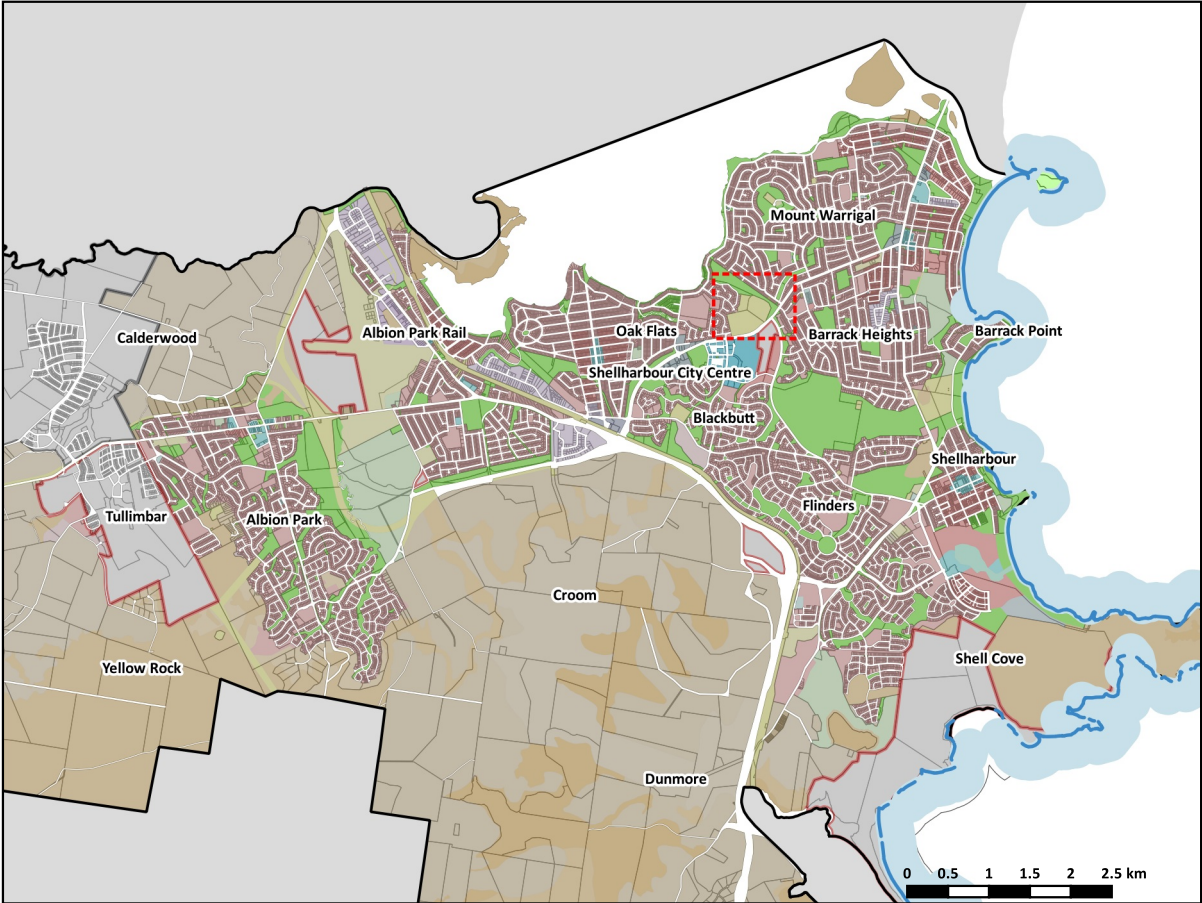 Mount Warrigal
Calderwood
Albion Park Rail
Oak Flats
Barrack Heights
Barrack Point
Shellharbour City Centre
Blackbutt
Shellharbour
Tullimbar
Albion Park
Flinders
Croom
Yellow Rock
Shell Cove
Dunmore
0 0.5 1 1.5 2 2.5 km